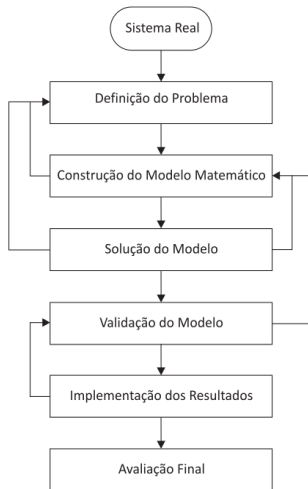 Sistema Real
Definição do Problema
Construção do Modelo Matemático
Solução do Modelo
Validação do Modelo
Implementação dos Resultados
Avaliação Final